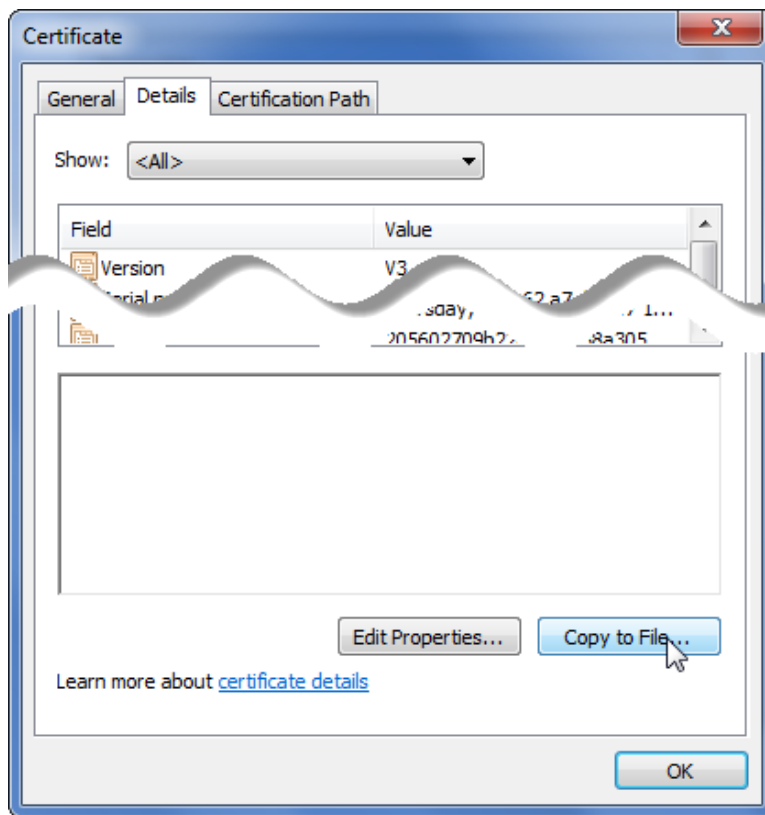 Certificate
General Details Certification Path
Show: <All>
Field Value
Version V3
Edit Properties... Copy to File...
Learn more about certificate details
OK